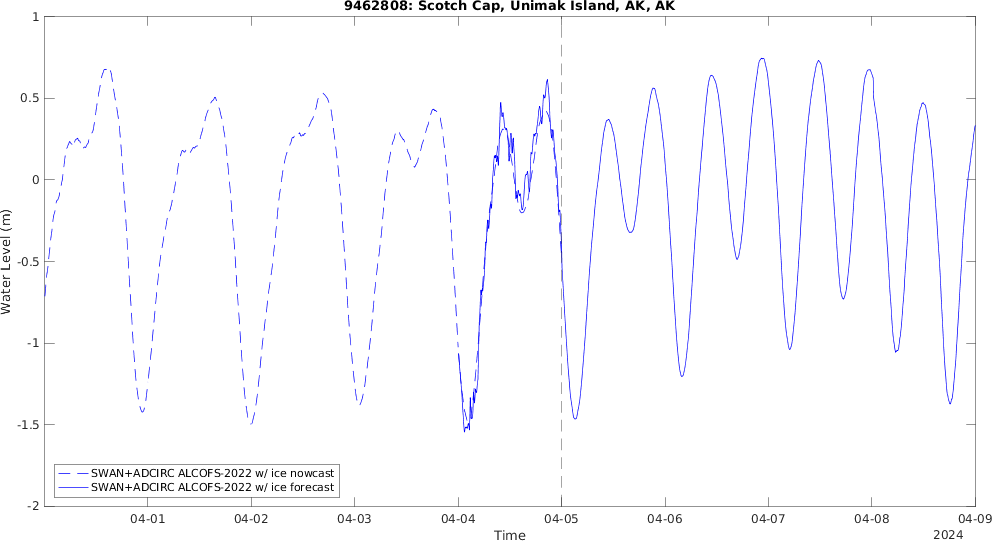 9462808: Scotch Cap, Unimak Island, AK, AK
Water Level (m)
1
0.5
0
-0.5
-1
-1.5
-2
SWAN+ADCIRC ALCOFS-2022 w/ ice nowcast
SWAN+ADCIRC ALCOFS-2022 w/ ice forecast
04-01 04-02 04-03 04-04 04-05 04-06 04-07 04-08 04-09
Time
2024